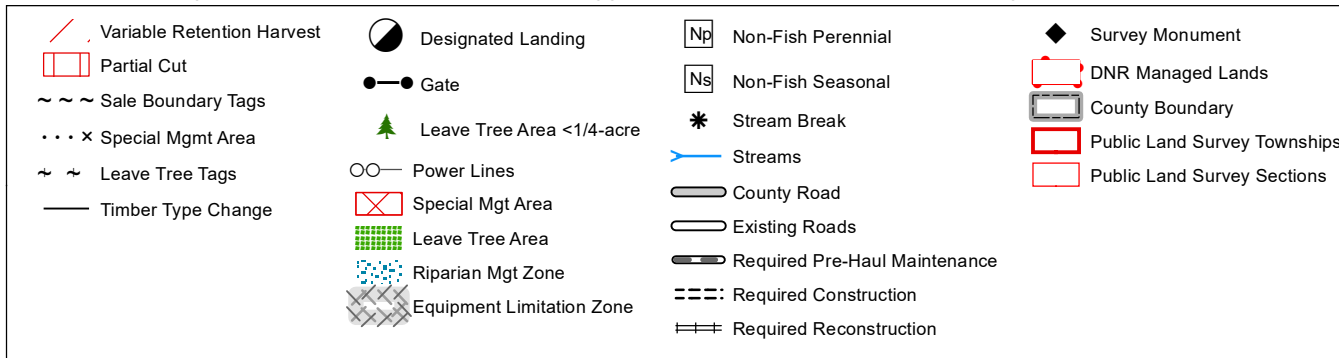 Variable Retention Harvest
Partial Cut
Sale Boundary Tags
Special Mgmt Area
Leave Tree Tags
Timber Type Change
Designated Landing
Gate
Leave Tree Area <1/4-acre
Power Lines
Special Mgt Area
Leave Tree Area
Riparian Mgt Zone
Equipment Limitation Zone
Np Non-Fish Perennial
Ns Non-Fish Seasonal
Stream Break
Streams
County Road
Existing Roads
Required Pre-Haul Maintenance
Required Construction
Required Reconstruction
Survey Monument
DNR Managed Lands
County Boundary
Public Land Survey Townships
Public Land Survey Sections